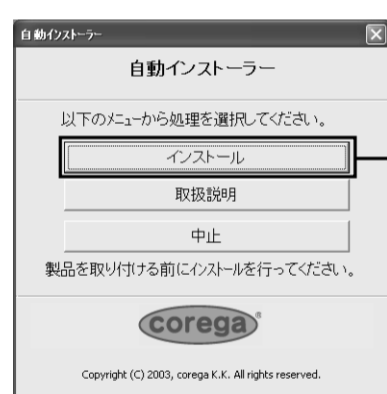 自動インストーラー
自動インストーラー
以下のメニューから処理を選択してください。
インストール
取扱説明
中止
製品を取り付ける前にインストールを行ってください。
corega®
Copyright (C) 2003, corega K.K. All rights reserved.